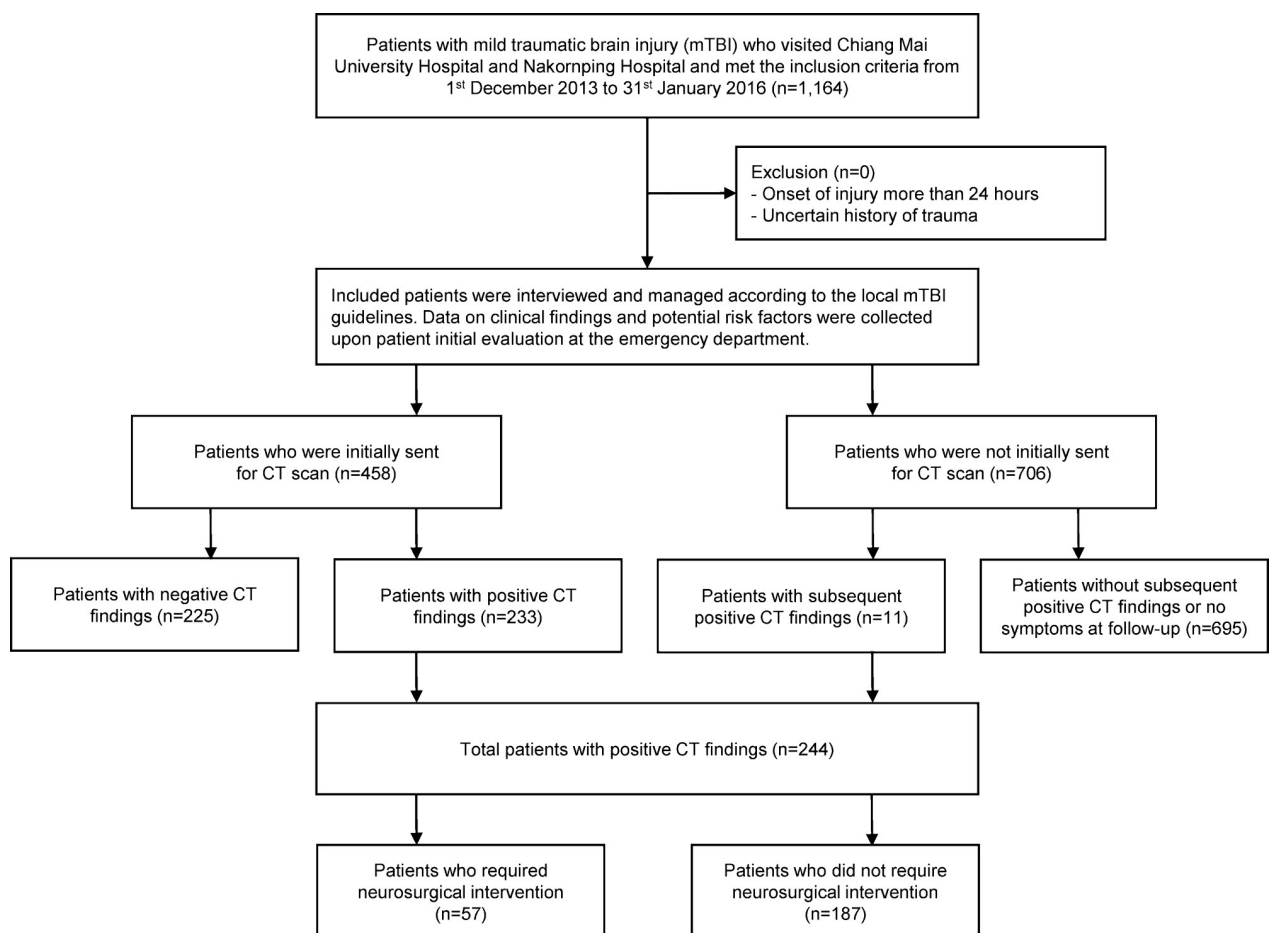 Patients with mild traumatic brain injury (mTBI) who visited Chiang Mai
University Hospital and Nakornping Hospital and met the inclusion criteria from
1st December 2013 to 31st January 2016 (n=1,164)
Exclusion (n=0)
- Onset of injury more than 24 hours
- Uncertain history of trauma
Included patients were interviewed and managed according to the local mTBI
guidelines. Data on clinical findings and potential risk factors were collected
upon patient initial evaluation at the emergency department.
Patients who were initially sent
for CT scan (n=458)
Patients who were not initially sent
for CT scan (n=706)
Patients with negative CT
findings (n=225)
Patients with positive CT
findings (n=233)
Patients with subsequent
positive CT findings (n=11)
Patients without subsequent
positive CT findings or no
symptoms at follow-up (n=695)
Total patients with positive CT findings (n=244)
Patients who required
neurosurgical intervention
(n=57)
Patients who did not require
neurosurgical intervention
(n=187)